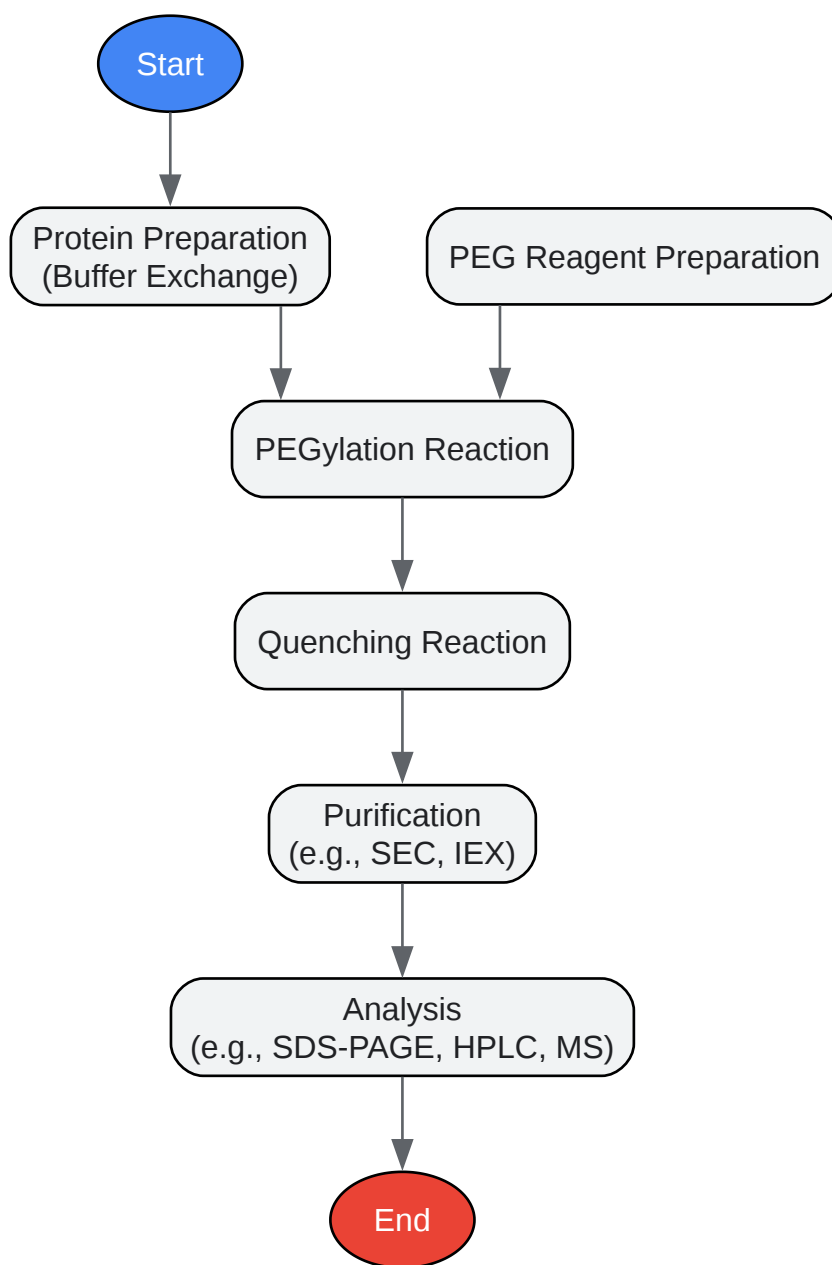 Start
Protein Preparation
(Buffer Exchange)
PEG Reagent Preparation
PEGylation Reaction
Quenching Reaction
Purification
(e.g., SEC, IEX)
Analysis
(e.g., SDS-PAGE, HPLC, MS)
End